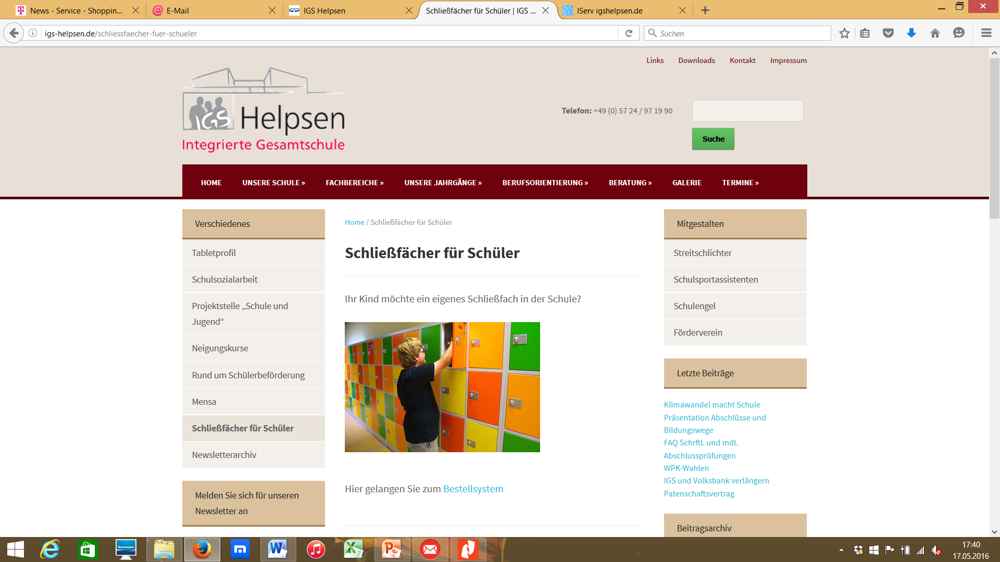 News - Service - Shoppin...
E-Mail
IGS Helpsen
Schließfächer für Schüler | IGS ...
IServ igshelpsen.de
igs-helpsen.de/schliessfaecher-fuer-schueler
Suchen
Links
Downloads
Kontakt
Impressum
IGS Helpsen
Integrierte Gesamtschule
Telefon: +49 (0) 57 24 / 97 19 90
Suche
HOME
UNSERE SCHULE »
FACHBEREICHE »
UNSERE JAHRGÄNGE »
BERUFSORIENTIERUNG »
BERATUNG »
GALERIE
TERMINE »
Verschiedenes
Tabletprofil
Schulsozialarbeit
Projektstelle „Schule und
Jugend“
Neigungskurse
Rund um Schülerbeförderung
Mensa
Schließfächer für Schüler
Newsletterarchiv
Melden Sie sich für unseren
Newsletter an
Home / Schließfächer für Schüler
Schließfächer für Schüler
Ihr Kind möchte ein eigenes Schließfach in der Schule?
Hier gelangen Sie zum Bestellsystem
Mitgestalten
Streitschlichter
Schulsportassistenten
Schulengel
Förderverein
Letzte Beiträge
Klimawandel macht Schule
Präsentation Abschlüsse und
Bildungswege
FAQ Schrftl. und mdl.
Abschlussprüfungen
WPK-Wahlen
IGS und Volksbank verlängern
Patenschaftsvertrag
Beitragsarchiv
17:40
17.05.2016